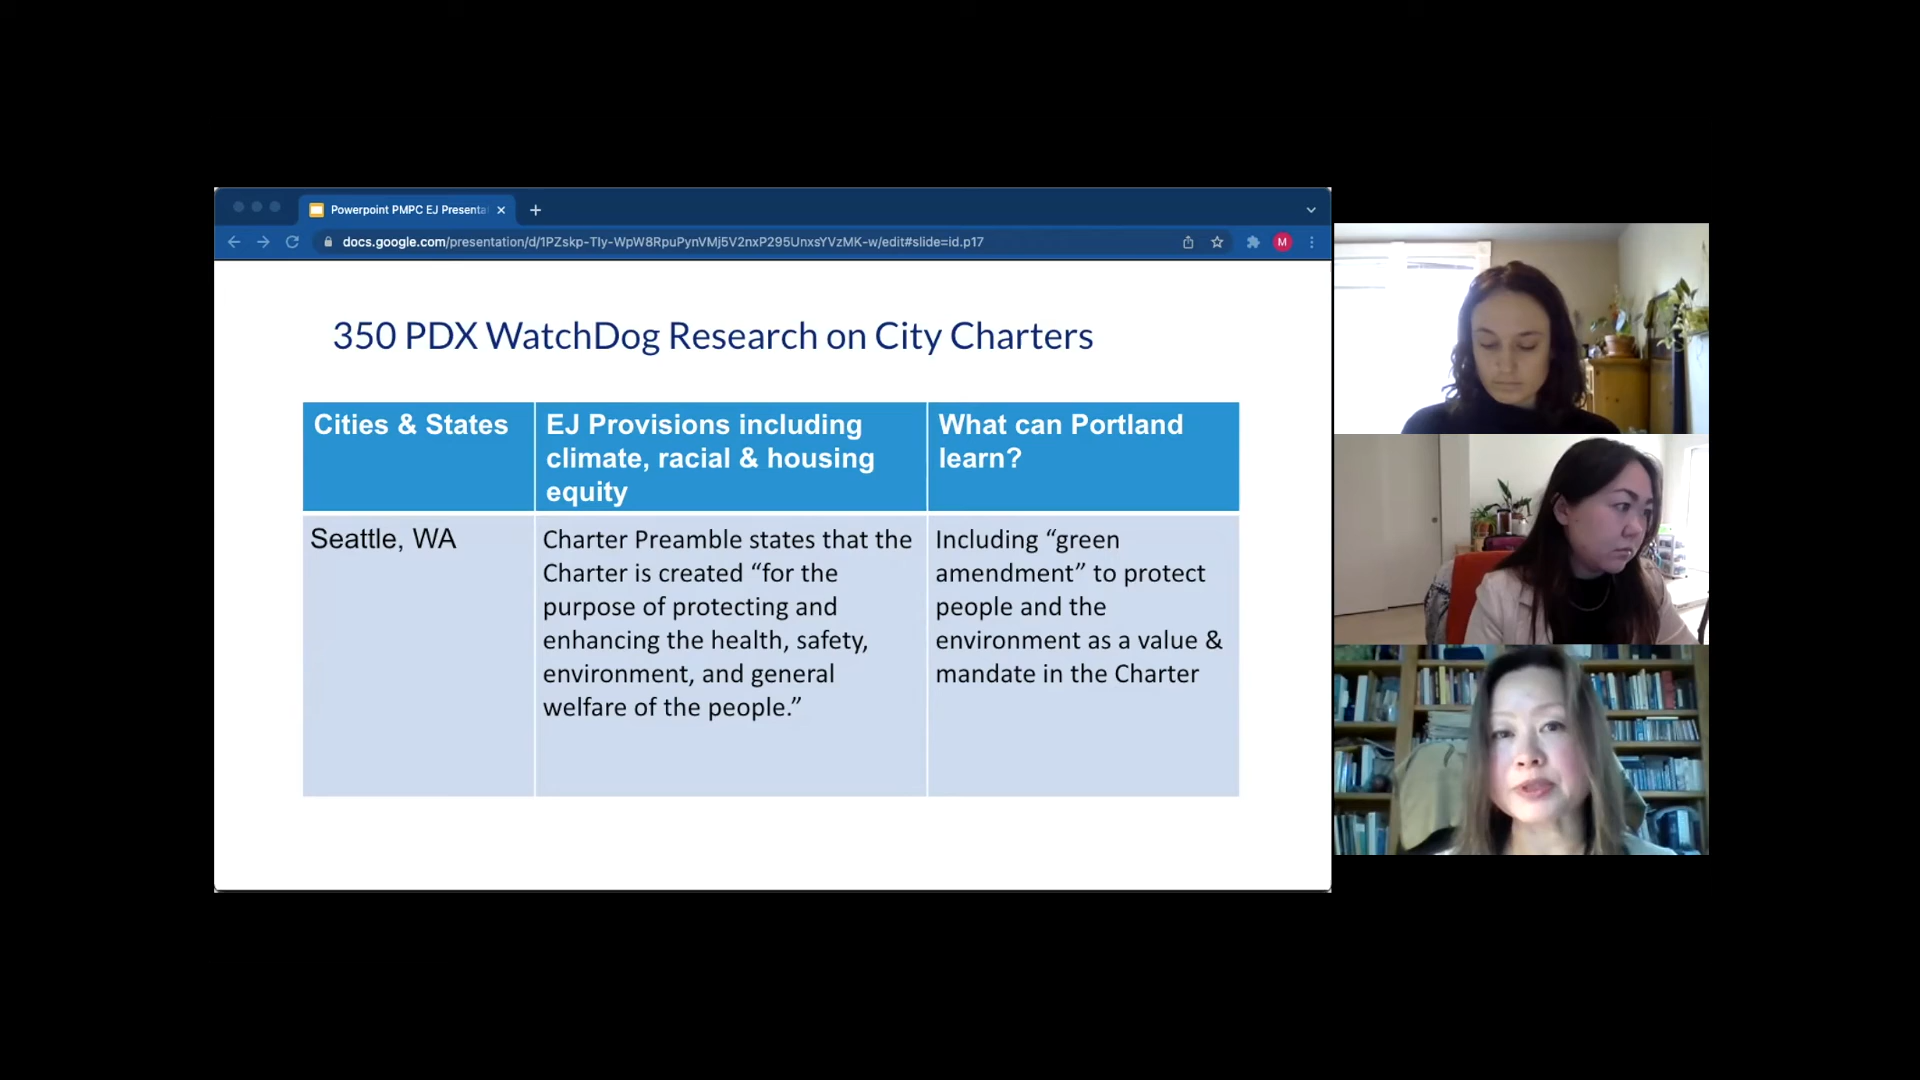 Powerpoint PMPC EJ Presenta
docs.google.com/presentation/d/1PZskp-TIy-WpW8RpuPynVMj5V2nxP295UnxsYVzMK-w/edit#slide=id.p17
M
350 PDX WatchDog Research on City Charters
Cities & States
EJ Provisions including
climate, racial & housing
equity
What can Portland
learn?
Seattle, WA
Charter Preamble states that the
Charter is created “for the
purpose of protecting and
enhancing the health, safety,
environment, and general
welfare of the people.”
Including “green
amendment” to protect
people and the
environment as a value &
mandate in the Charter